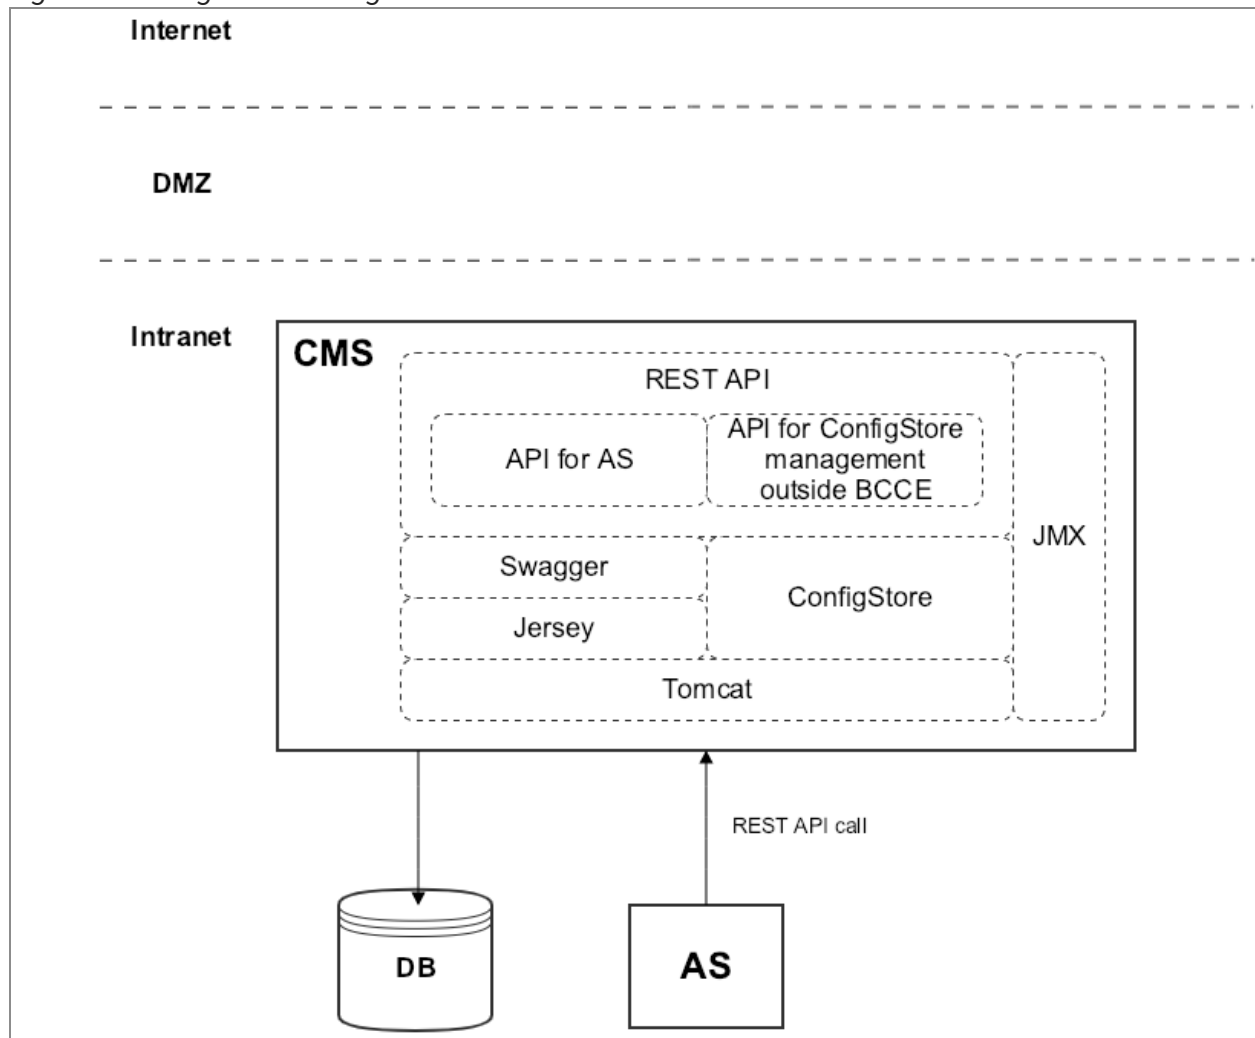 Internet
DMZ
Intranet
CMS
REST API
API for AS
API for ConfigStore
management
outside BCCE
JMX
Swagger
ConfigStore
Jersey
Tomcat
REST API call
DB
AS